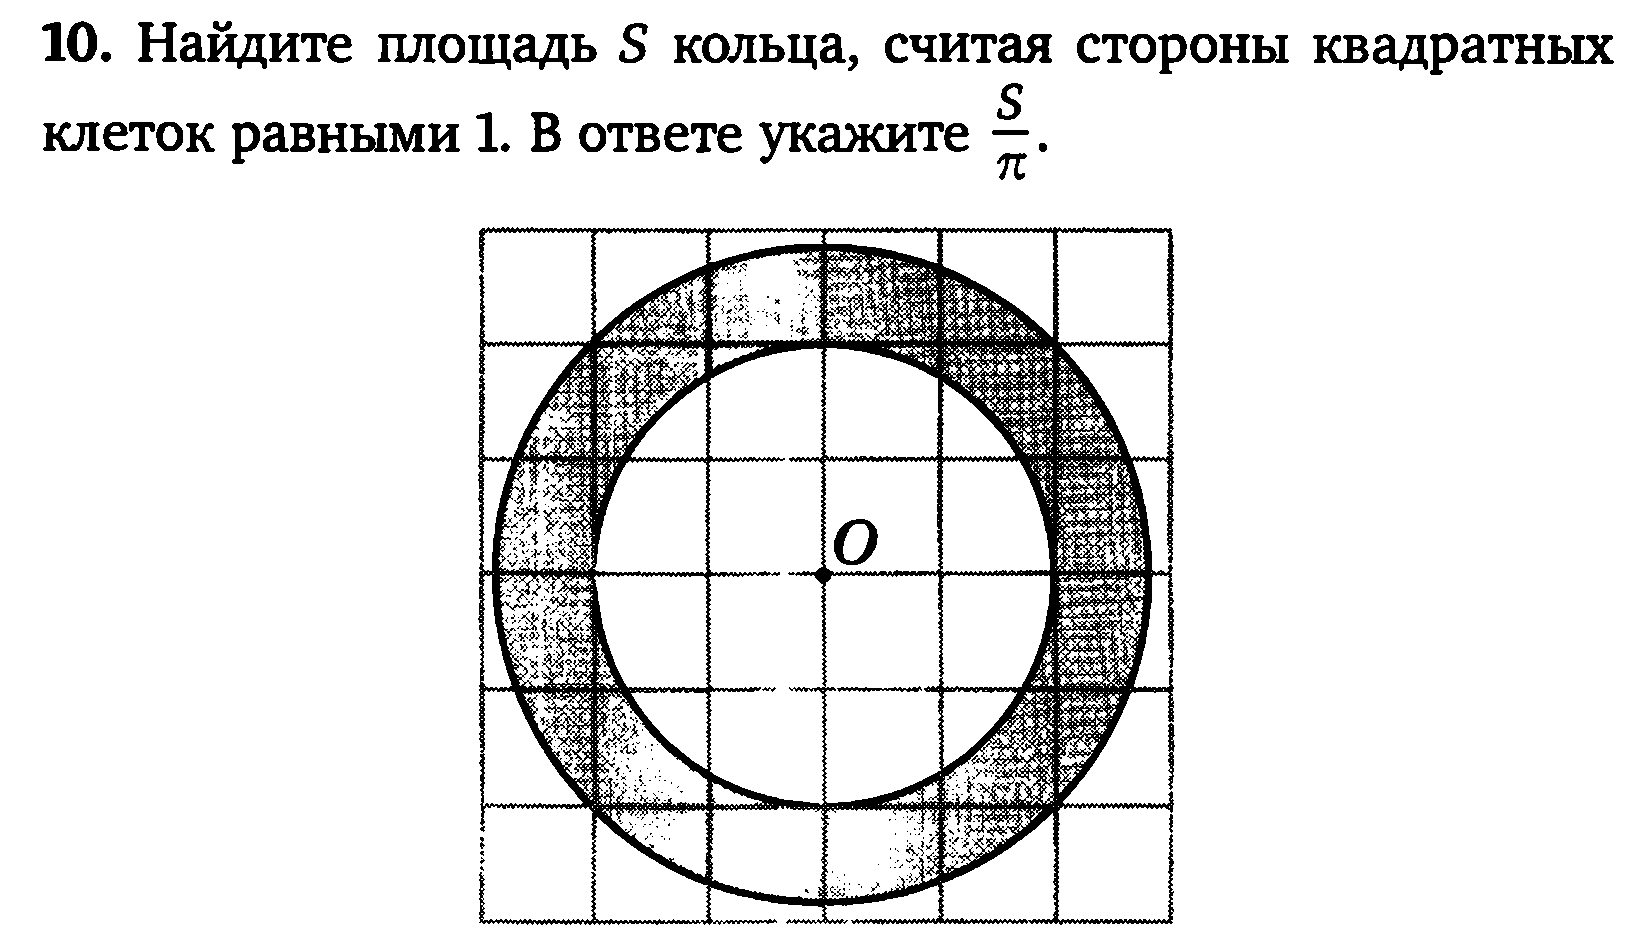 10. Найдите площадь S кольца, считая стороны квадратных
клеток равными 1. В ответе укажите S/π.
O